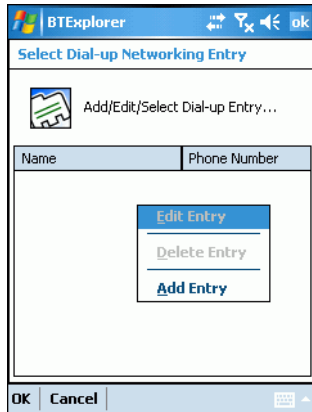 BTExplorer ok
Select Dial-up Networking Entry
Add/Edit/Select Dial-up Entry...
Name Phone Number
Edit Entry
Delete Entry
Add Entry
OK Cancel